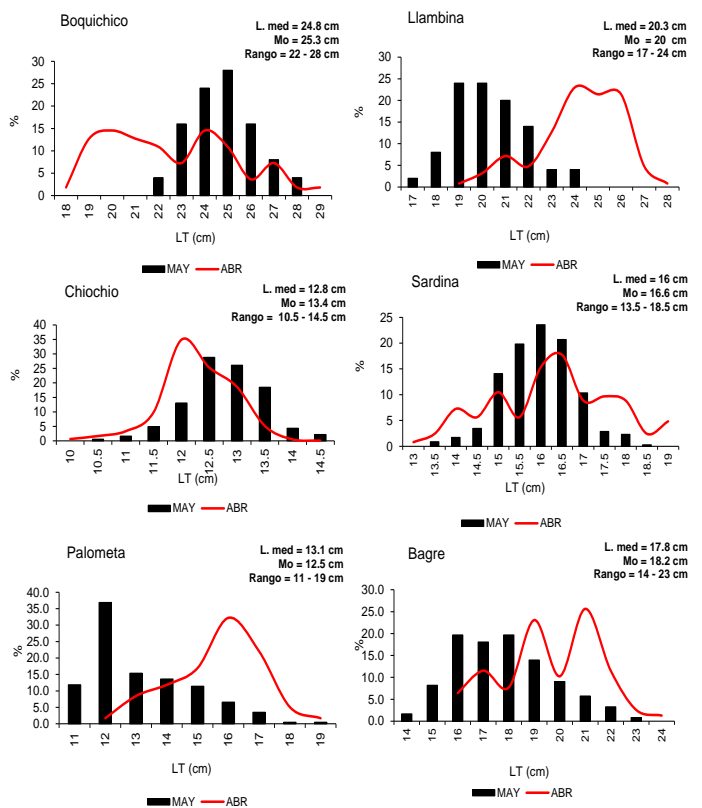 Boquichico
L. med = 24.8 cm
Mo = 25.3 cm
Rango = 22 - 28 cm
%
30
25
20
15
10
5
0
18 19 20 21 22 23 24 25 26 27 28 29
LT (cm)
MAY ABR
Llambina
L. med = 20.3 cm
Mo = 20 cm
Rango = 17 - 24 cm
%
30
25
20
15
10
5
0
17 18 19 20 21 22 23 24 25 26 27 28
LT (cm)
MAY ABR
Chiochio
L. med = 12.8 cm
Mo = 13.4 cm
Rango = 10.5 - 14.5 cm
%
40
35
30
25
20
15
10
5
0
10 10.5 11 11.5 12 12.5 13 13.5 14 14.5
LT (cm)
MAY ABR
Sardina
L. med = 16 cm
Mo = 16.6 cm
Rango = 13.5 - 18.5 cm
%
25
20
15
10
5
0
13 13.5 14 14.5 15 15.5 16 16.5 17 17.5 18 18.5 19
LT (cm)
MAY ABR
Palometa
L. med = 13.1 cm
Mo = 12.5 cm
Rango = 11 - 19 cm
%
40.0
35.0
30.0
25.0
20.0
15.0
10.0
5.0
0.0
11 12 13 14 15 16 17 18 19
LT (cm)
MAY ABR
Bagre
L. med = 17.8 cm
Mo = 18.2 cm
Rango = 14 - 23 cm
%
30.0
25.0
20.0
15.0
10.0
5.0
0.0
14 15 16 17 18 19 20 21 22 23 24
LT (cm)
MAY ABR